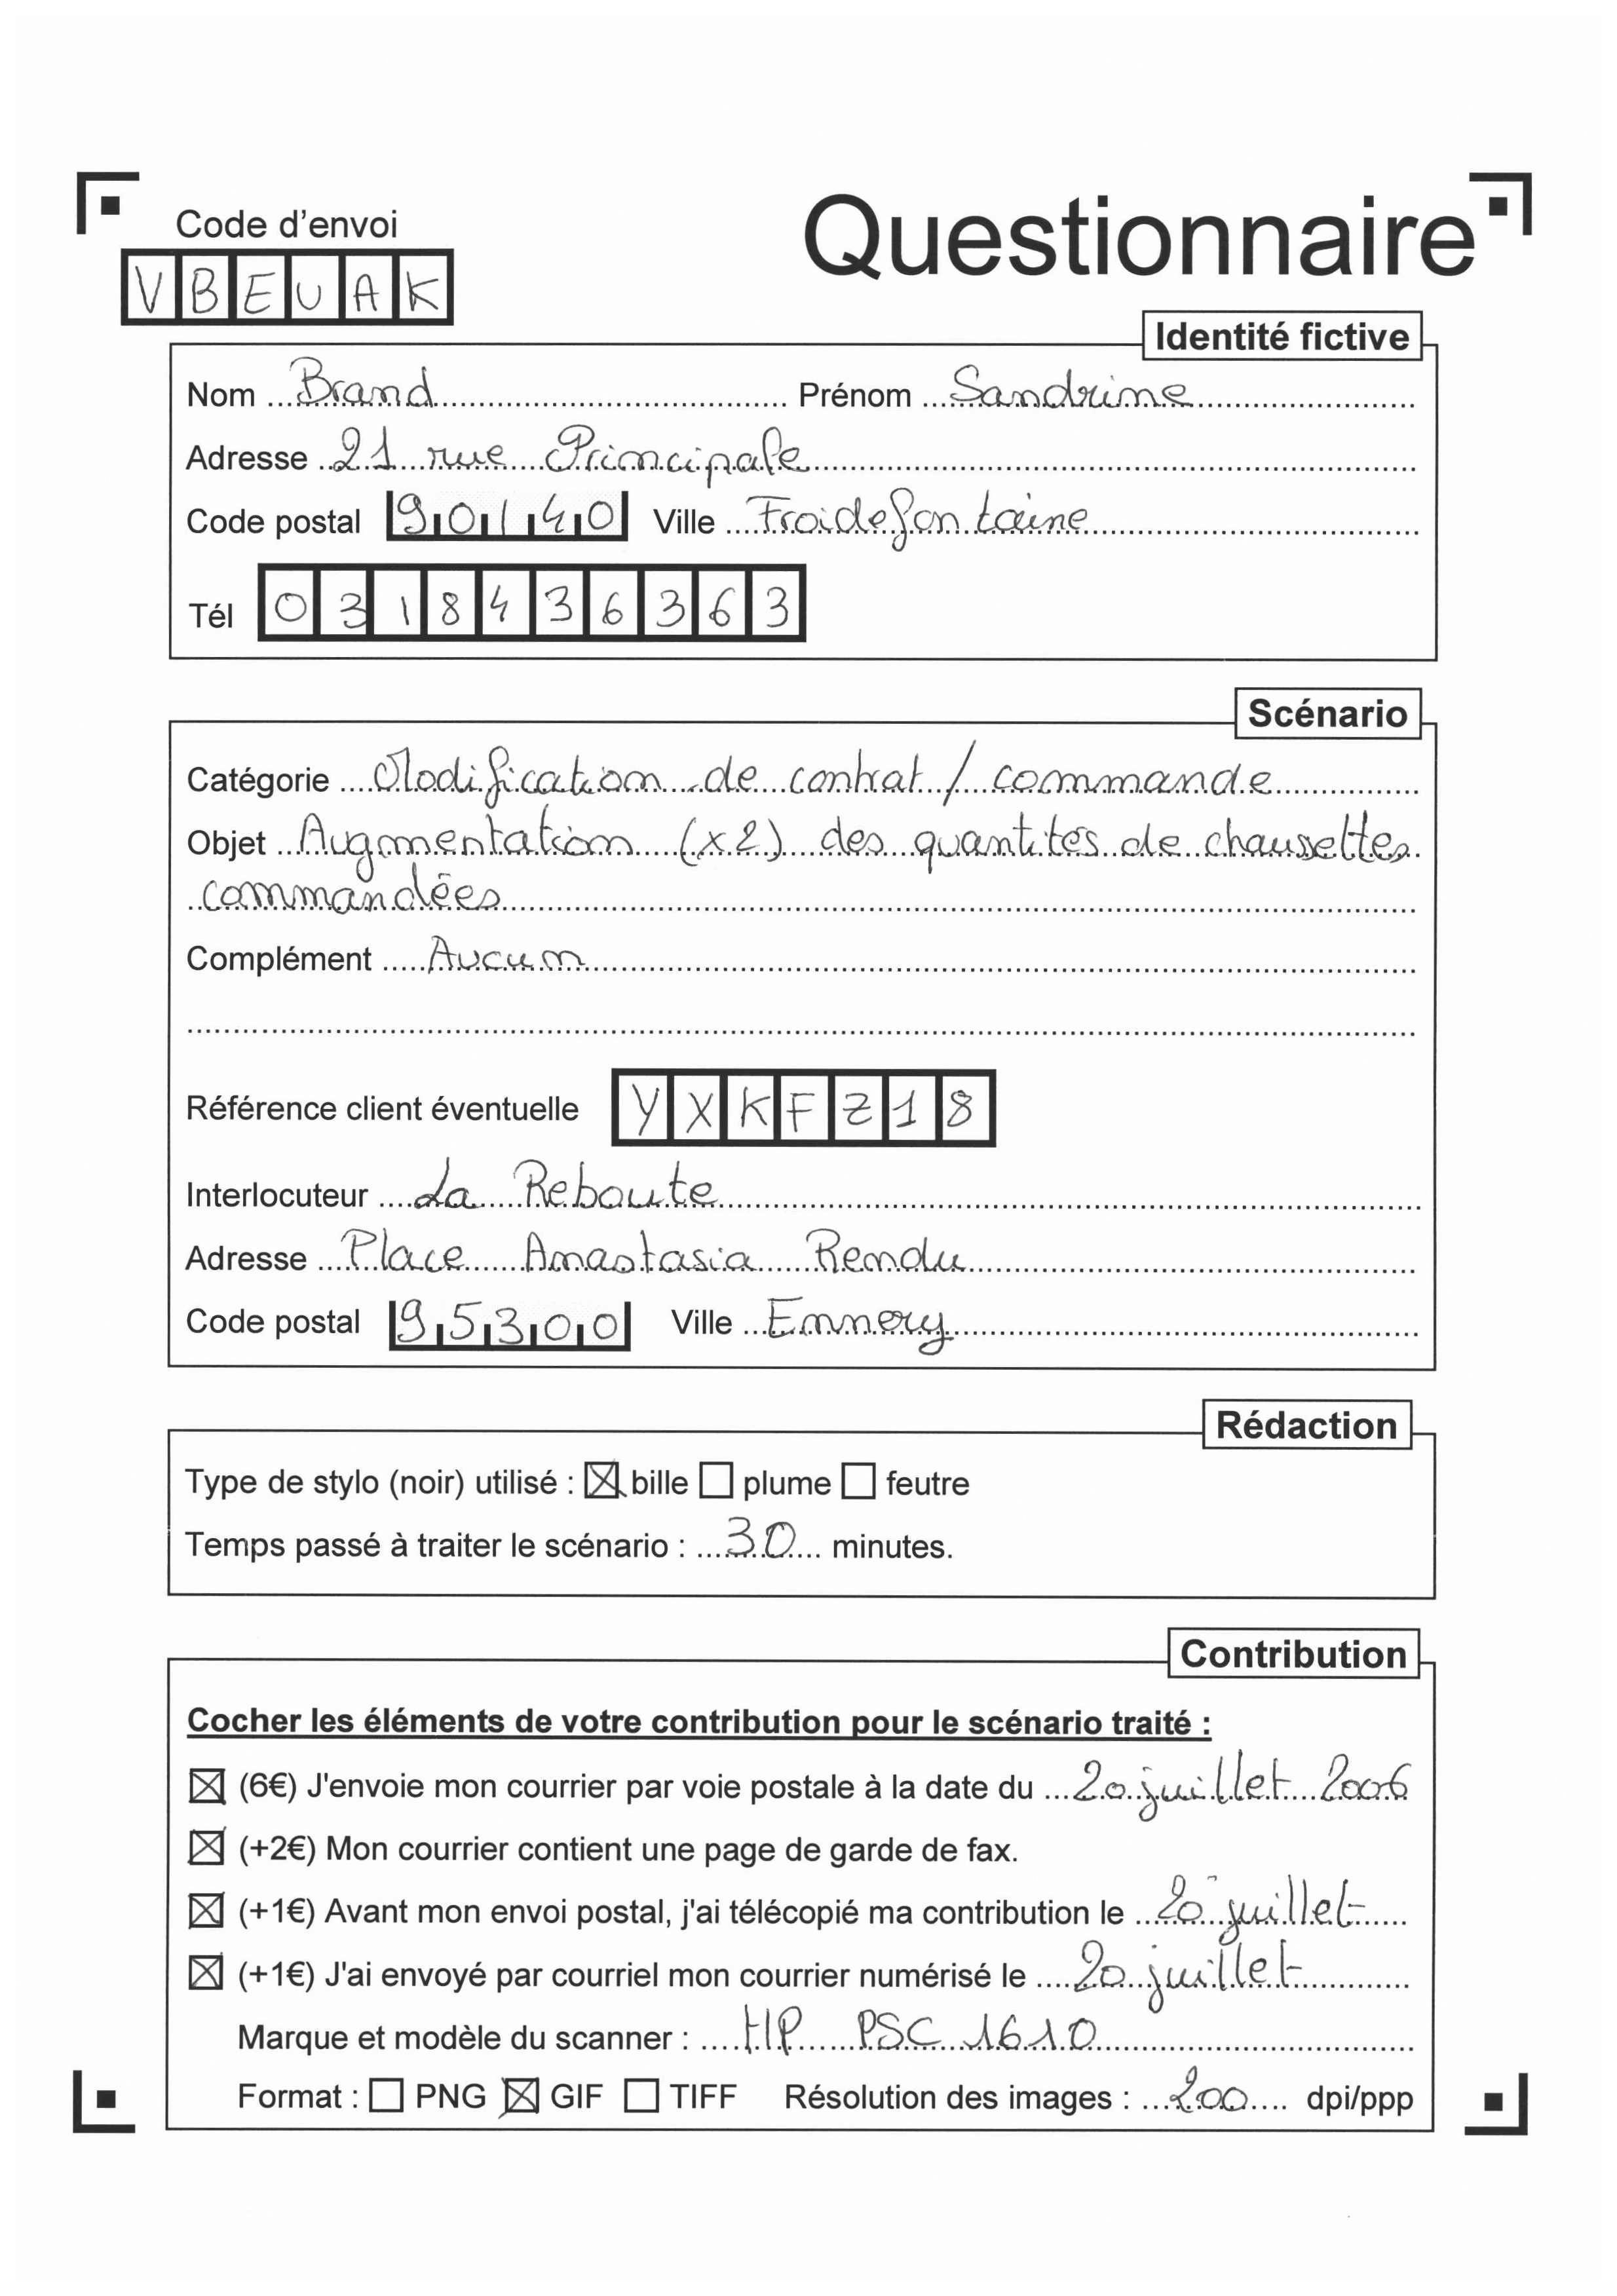 Code d'envoi
Questionnaire
VBEUAK
Identité fictive
Nom Brand Prénom Sandrine
Adresse 21 rue Principale
Code postal 90140 Ville Froidefontaine
Tél 0318436363
Scénario
Catégorie Modification de contrat / commande
Objet Augmentation (x2) des quantités de chaussettes
commandées
Complément Aucun
Référence client éventuelle YXKFZ18
Interlocuteur La Reboute
Adresse Place Anastasia Rendu
Code postal 95300 Ville Ennery
Rédaction
Type de stylo (noir) utilisé : ☒ bille ☐ plume ☐ feutre
Temps passé à traiter le scénario : 30 minutes.
Contribution
Cocher les éléments de votre contribution pour le scénario traité :
☒ (6€) J'envoie mon courrier par voie postale à la date du 20 juillet 2006
☒ (+2€) Mon courrier contient une page de garde de fax.
☒ (+1€) Avant mon envoi postal, j'ai télécopié ma contribution le 20 juillet
☒ (+1€) J'ai envoyé par courriel mon courrier numérisé le 20 juillet
Marque et modèle du scanner : HP PSC 1610
Format : ☐ PNG ☒ GIF ☐ TIFF Résolution des images : 200 dpi/ppp